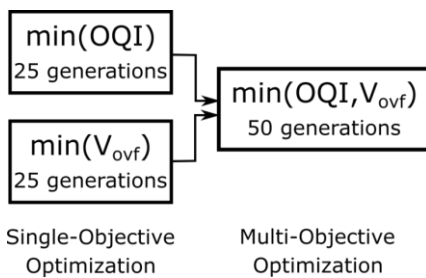 min(OQI)
25 generations
min(V_ovf)
25 generations
min(OQI,V_ovf)
50 generations
Single-Objective
Optimization
Multi-Objective
Optimization